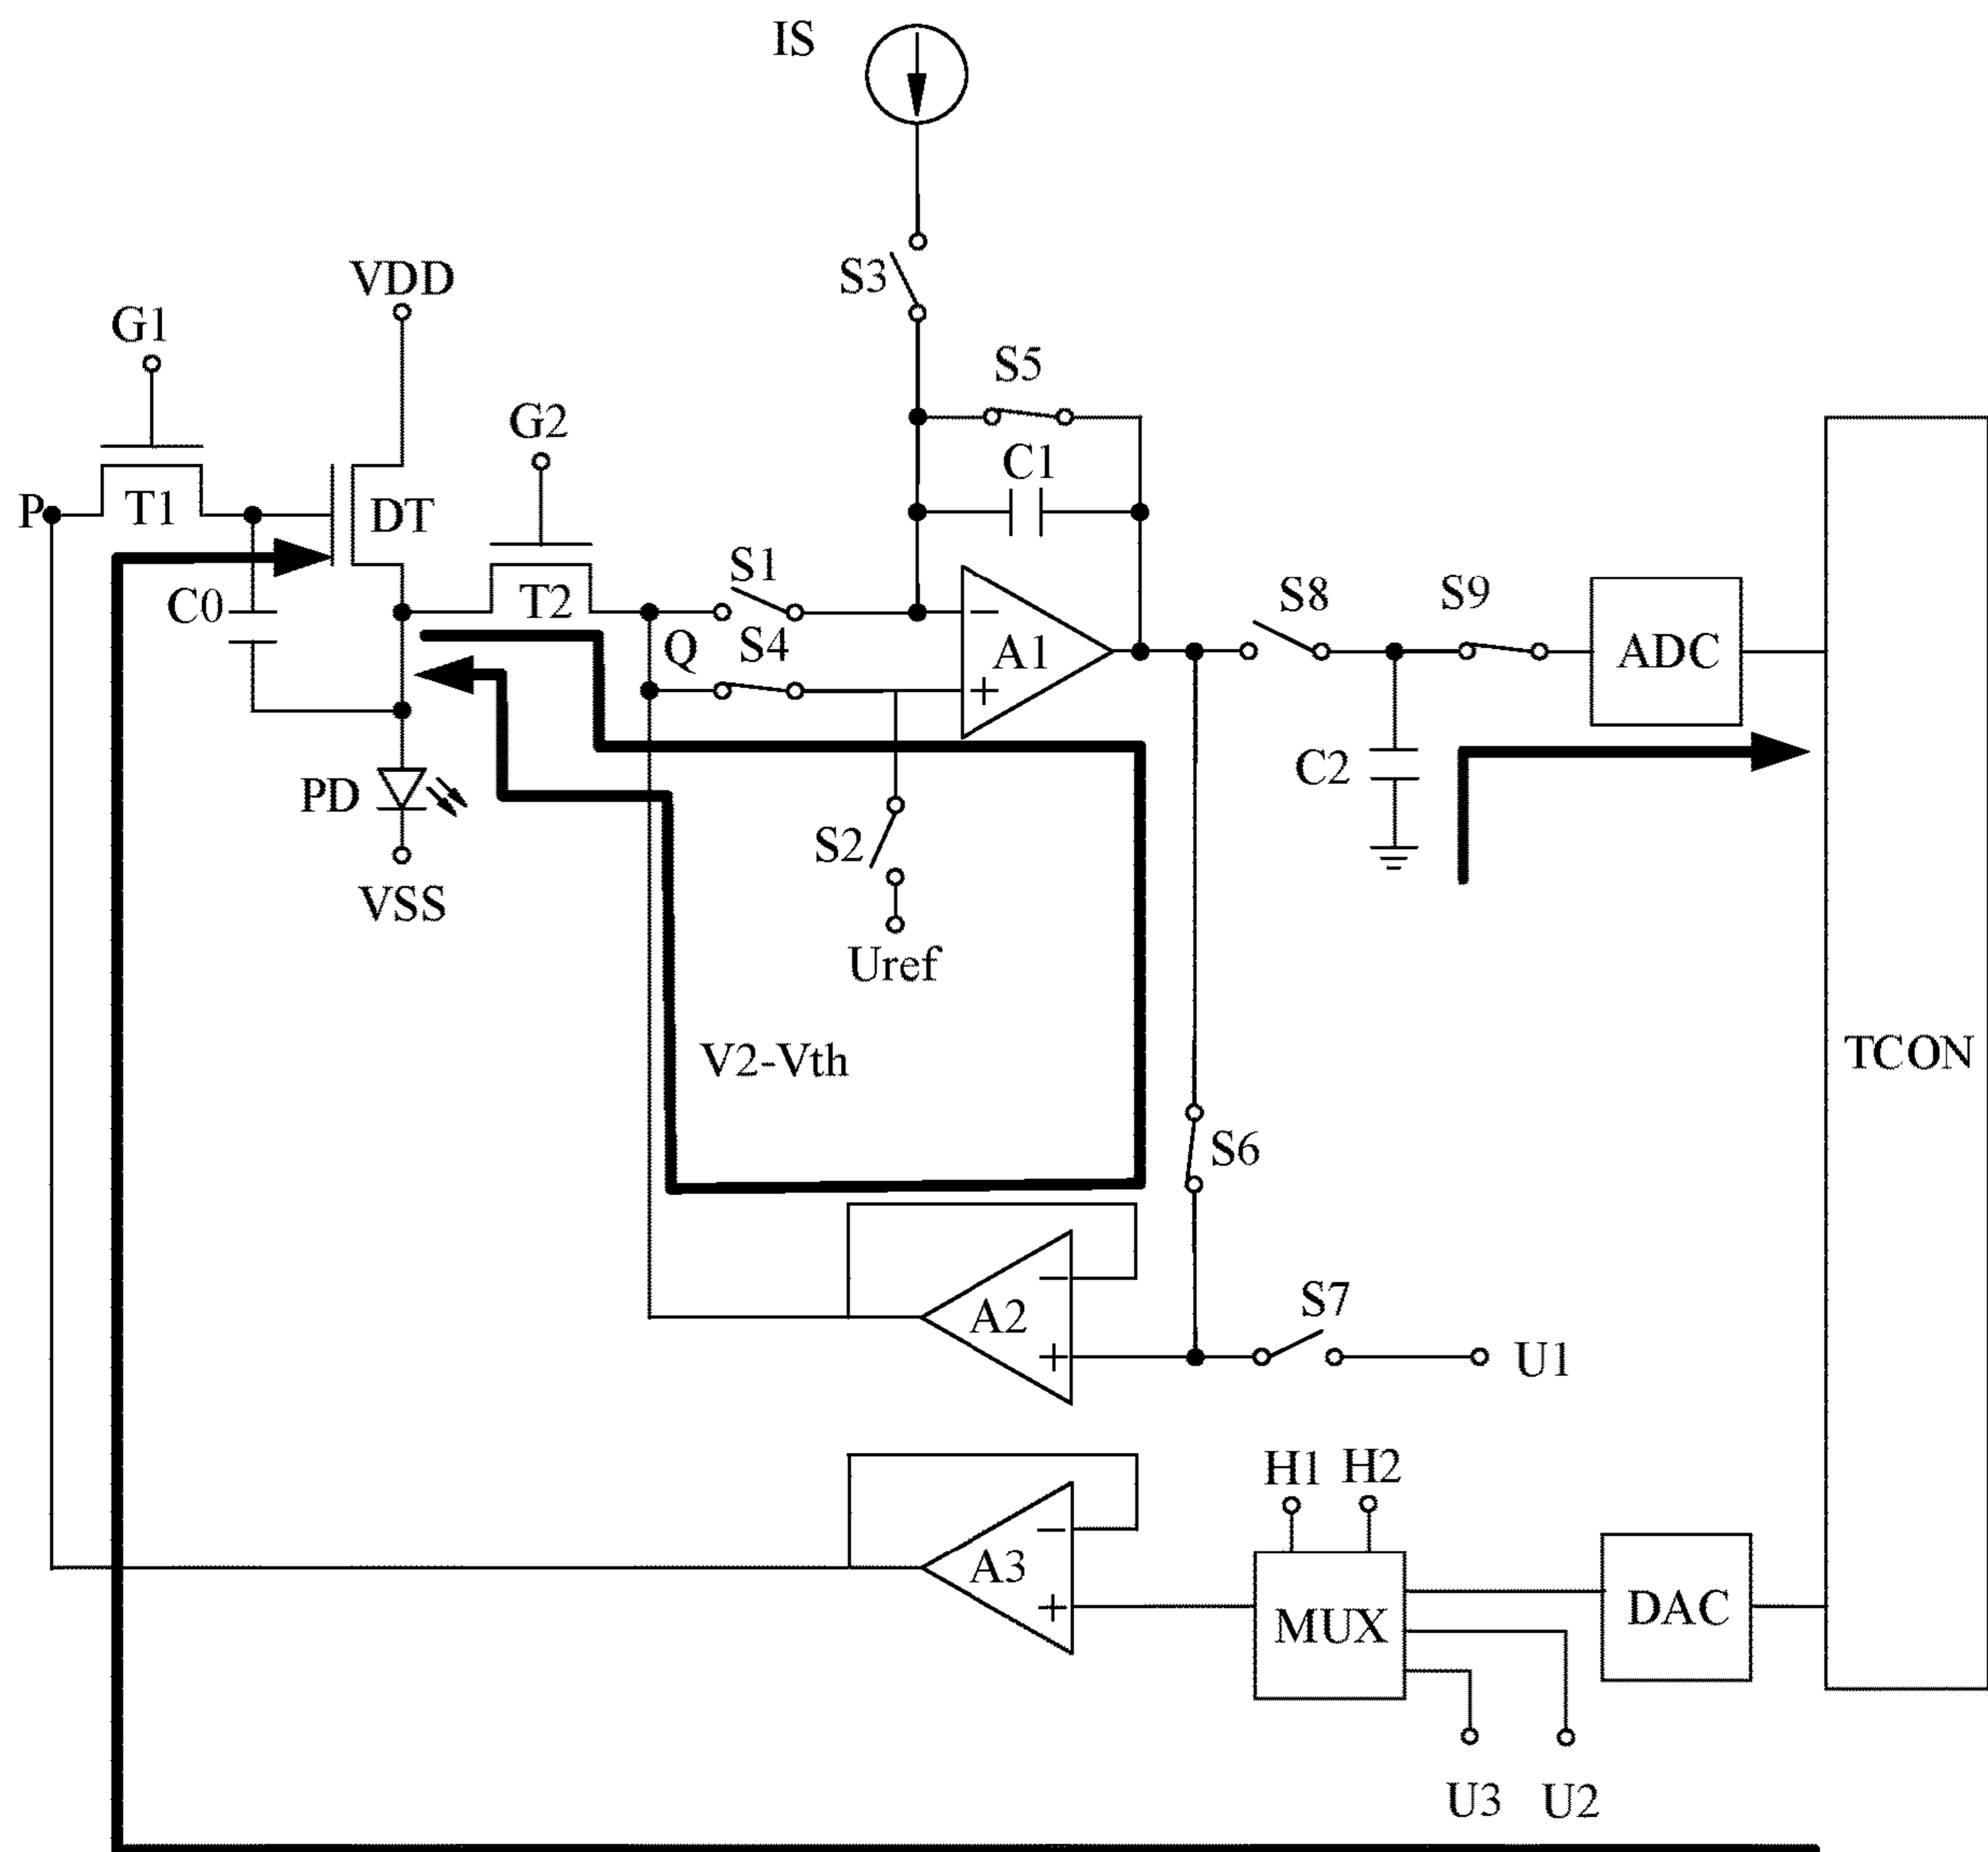 IS
S3
VDD
G1
S5
G2
C1
P
T1
DT
S1
T2
C0
S8
S9
Q
S4
A1
ADC
PD
S2
C2
VSS
Uref
V2-Vth
TCON
S6
A2
S7
U1
H1
H2
A3
MUX
DAC
U3
U2